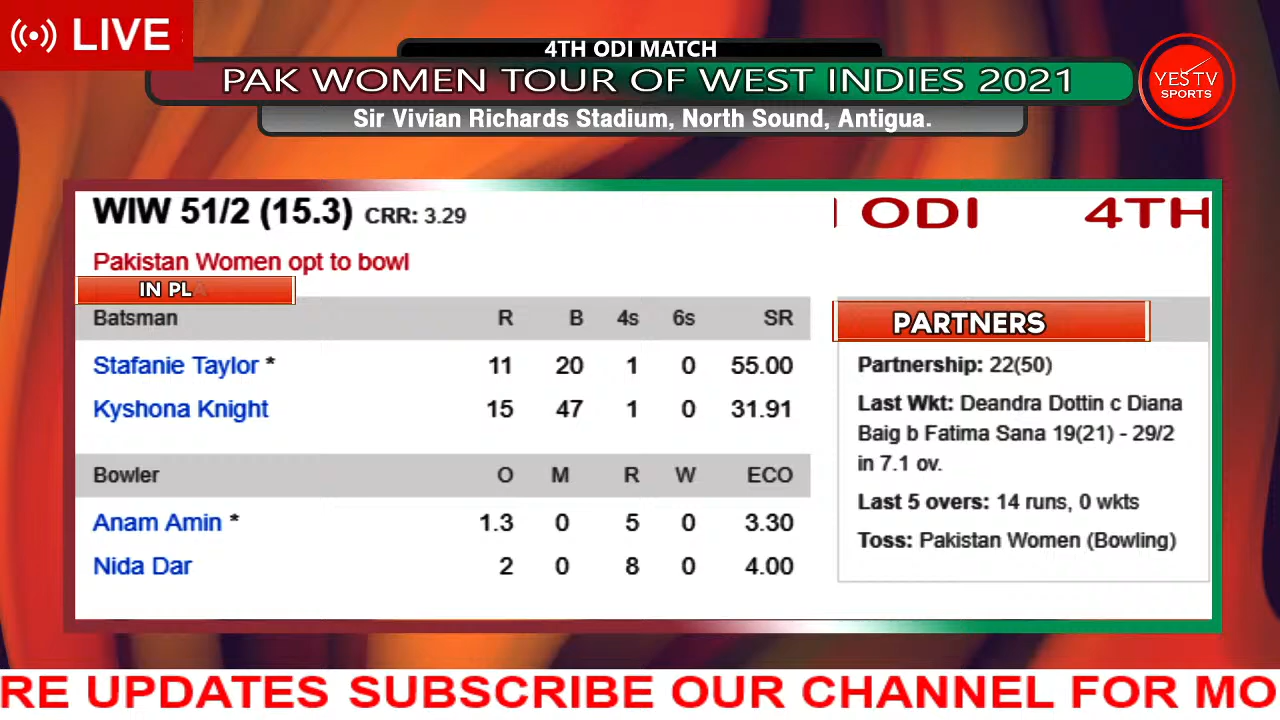 LIVE
4TH ODI MATCH
PAK WOMEN TOUR OF WEST INDIES 2021
YESTV
SPORTS
Sir Vivian Richards Stadium, North Sound, Antigua.
WIW 51/2 (15.3) CRR: 3.29
ODI 4TH
Pakistan Women opt to bowl
IN PLA
Batsman R B 4s 6s SR
Stafanie Taylor * 11 20 1 0 55.00
Kyshona Knight 15 47 1 0 31.91
Bowler O M R W ECO
Anam Amin * 1.3 0 5 0 3.30
Nida Dar 2 0 8 0 4.00
PARTNERS
Partnership: 22(50)
Last Wkt: Deandra Dottin c Diana
Baig b Fatima Sana 19(21) - 29/2
in 7.1 ov.
Last 5 overs: 14 runs, 0 wkts
Toss: Pakistan Women (Bowling)
RE UPDATES SUBSCRIBE OUR CHANNEL FOR MO